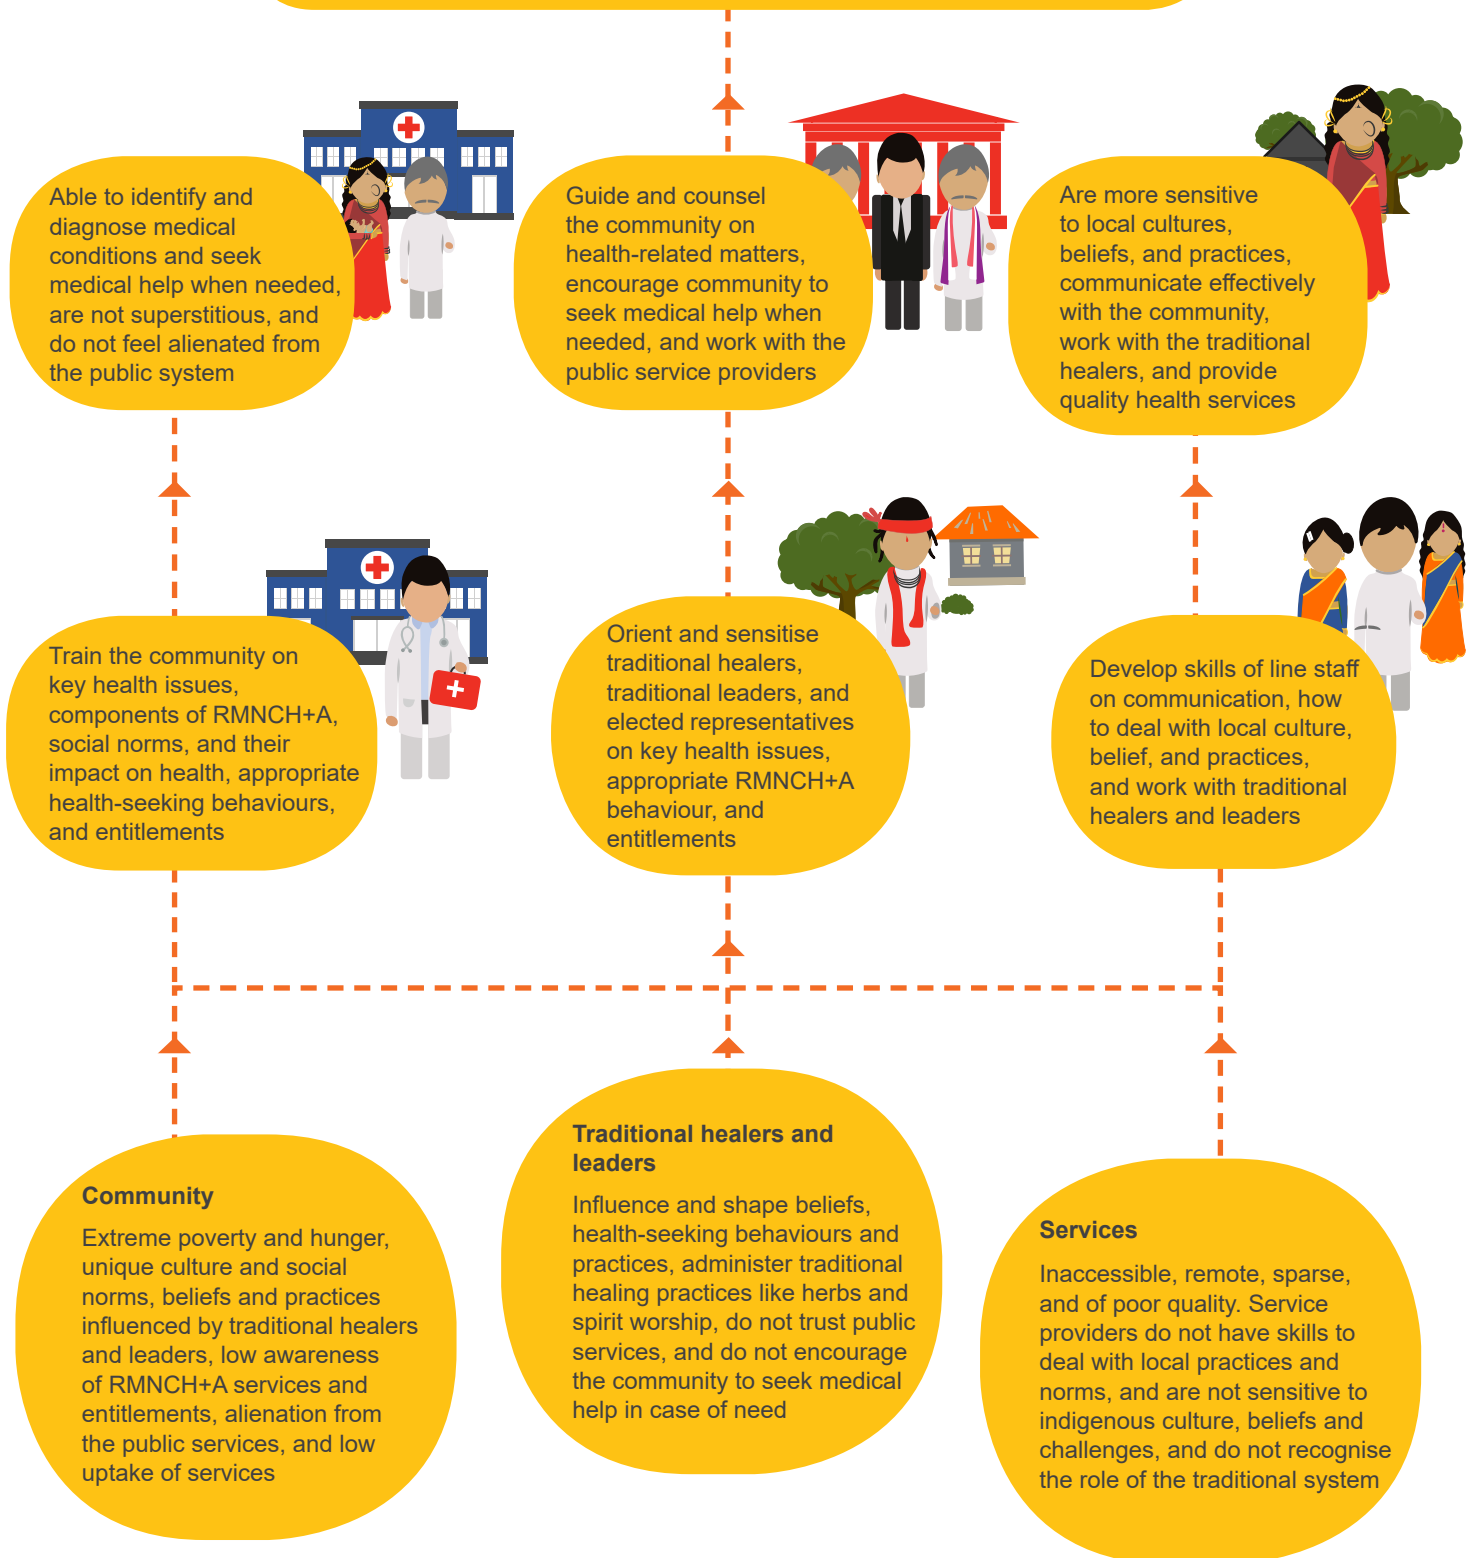 Able to identify and
diagnose medical
conditions and seek
medical help when needed,
are not superstitious, and
do not feel alienated from
the public system
Guide and counsel
the community on
health-related matters,
encourage community to
seek medical help when
needed, and work with the
public service providers
Are more sensitive
to local cultures,
beliefs, and practices,
communicate effectively
with the community,
work with the traditional
healers, and provide
quality health services
Train the community on
key health issues,
components of RMNCH+A,
social norms, and their
impact on health, appropriate
health-seeking behaviours,
and entitlements
Orient and sensitise
traditional healers,
traditional leaders, and
elected representatives
on key health issues,
appropriate RMNCH+A
behaviour, and
entitlements
Develop skills of line staff
on communication, how
to deal with local culture,
belief, and practices,
and work with traditional
healers and leaders
Community
Extreme poverty and hunger,
unique culture and social
norms, beliefs and practices
influenced by traditional healers
and leaders, low awareness
of RMNCH+A services and
entitlements, alienation from
the public services, and low
uptake of services
Traditional healers and
leaders
Influence and shape beliefs,
health-seeking behaviours and
practices, administer traditional
healing practices like herbs and
spirit worship, do not trust public
services, and do not encourage
the community to seek medical
help in case of need
Services
Inaccessible, remote, sparse,
and of poor quality. Service
providers do not have skills to
deal with local practices and
norms, and are not sensitive to
indigenous culture, beliefs and
challenges, and do not recognise
the role of the traditional system